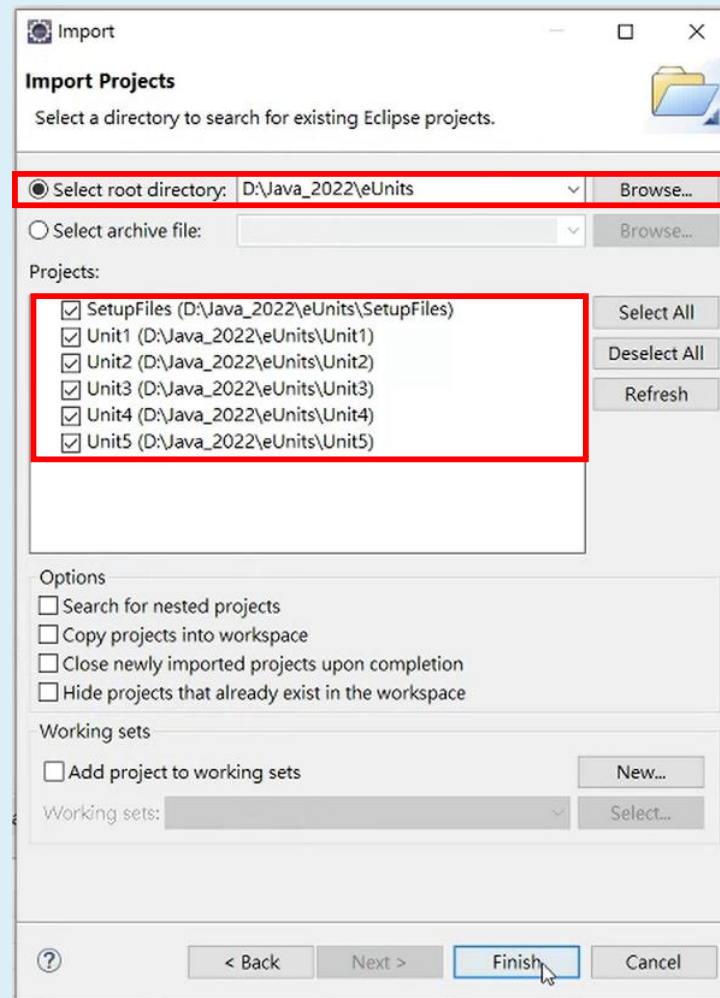 Import
Import Projects
Select a directory to search for existing Eclipse projects.
Select root directory: D:\Java_2022\eUnits Browse...
Select archive file: Browse...
Projects:
SetupFiles (D:\Java_2022\eUnits\SetupFiles)
Unit1 (D:\Java_2022\eUnits\Unit1)
Unit2 (D:\Java_2022\eUnits\Unit2)
Unit3 (D:\Java_2022\eUnits\Unit3)
Unit4 (D:\Java_2022\eUnits\Unit4)
Unit5 (D:\Java_2022\eUnits\Unit5)
Select All
Deselect All
Refresh
Options
Search for nested projects
Copy projects into workspace
Close newly imported projects upon completion
Hide projects that already exist in the workspace
Working sets
Add project to working sets New...
Working sets: Select...
? < Back Next > Finish Cancel